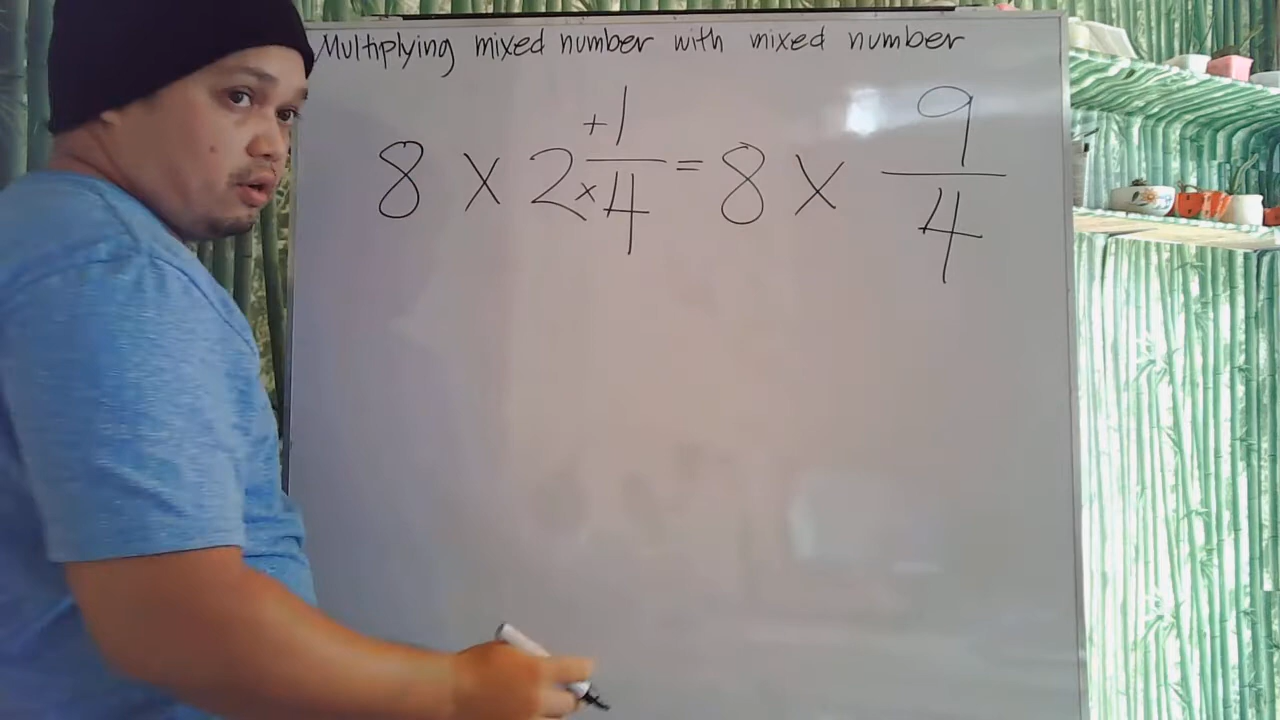 Multiplying mixed number with mixed number
8 x 2 x +1/4 = 8 x 9/4